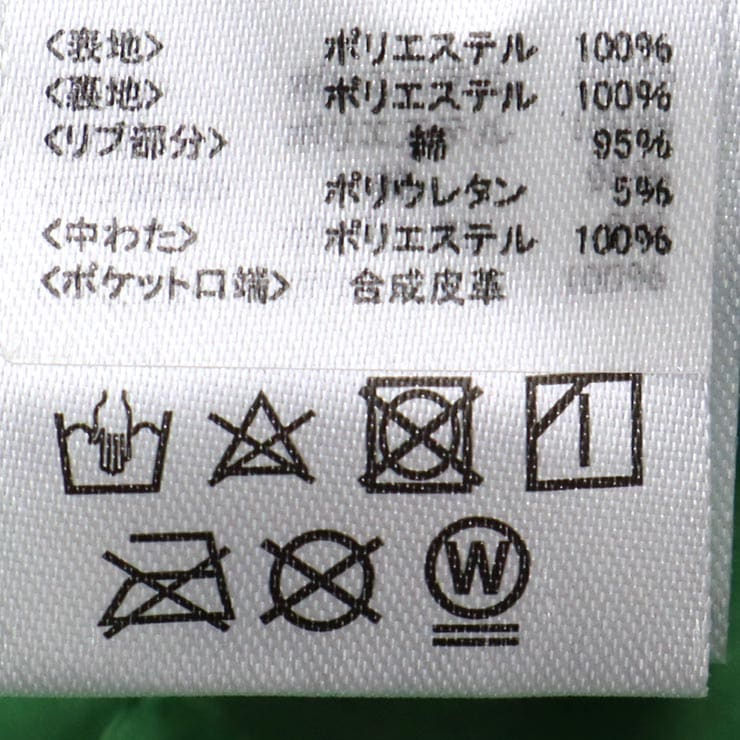 〈表地〉 ポリエステル 100%
〈裏地〉 ポリエステル 100%
〈リブ部分〉 綿 95%
ポリウレタン 5%
〈中わた〉 ポリエステル 100%
〈ポケット口端〉 合成皮革
W